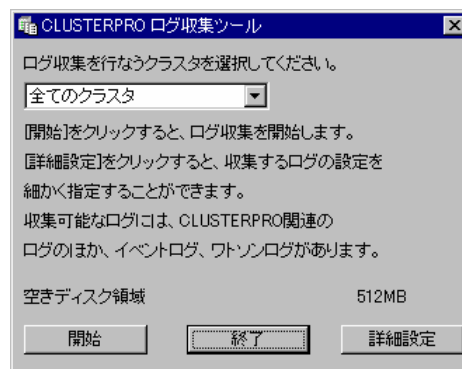 CLUSTERPRO ログ収集ツール
ログ収集を行なうクラスタを選択してください。
全てのクラスタ
[開始]をクリックすると、ログ収集を開始します。
[詳細設定]をクリックすると、収集するログの設定を
細かく指定することができます。
収集可能なログには、CLUSTERPRO関連の
ログのほか、イベントログ、ワトソンログがあります。
空きディスク領域 512MB
開始 終了 詳細設定